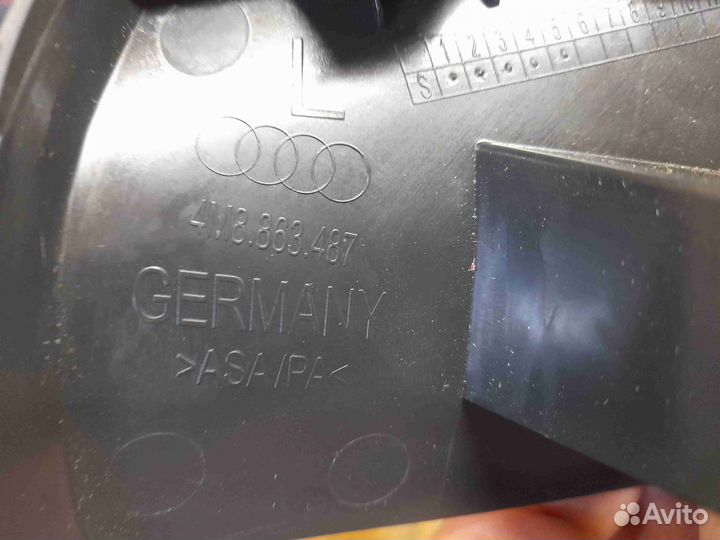 L
1 2 3 4 5 6 7 8 9
S
4M8.863.487
GERMANY
>ASA/PA<
Avito